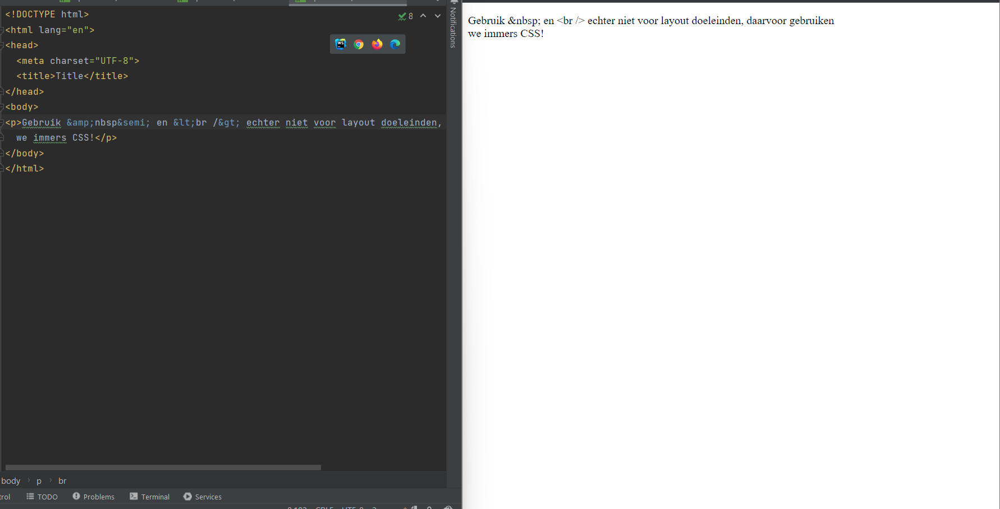 <!DOCTYPE html>
<html lang="en">
<head>
<meta charset="UTF-8">
<title>Title</title>
</head>
<body>
<p>Gebruik &amp;nbsp&semi; en &lt;br /&gt; echter niet voor layout doeleinden,
we immers CSS!</p>
</body>
</html>
8
WS
Notifications
body › p › br
trol
TODO
Problems
Terminal
Services
Gebruik &nbsp; en <br /> echter niet voor layout doeleinden, daarvoor gebruiken
we immers CSS!